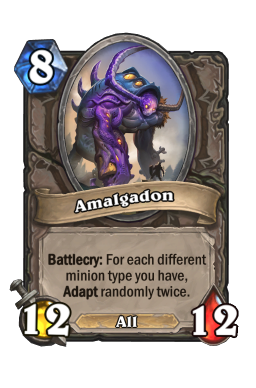 8
Amalgadon
Battlecry: For each different
minion type you have,
Adapt randomly twice.
12
All
12